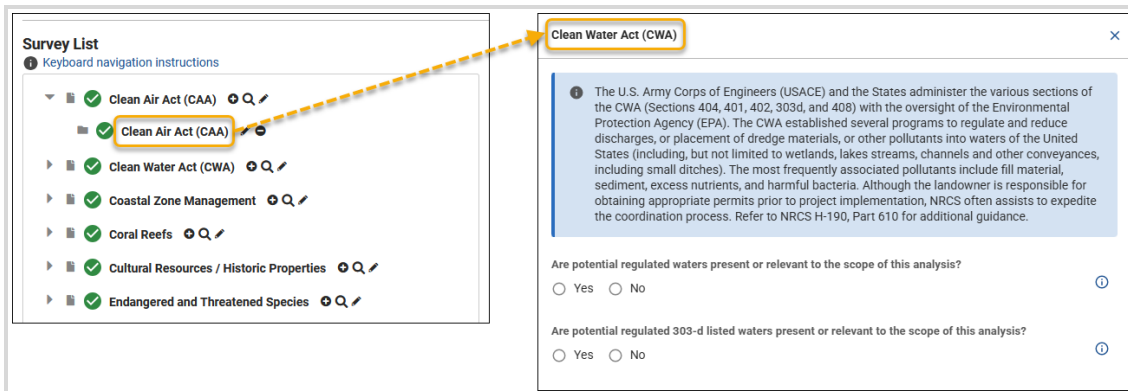 Survey List
Keyboard navigation instructions
Clean Air Act (CAA)
Clean Air Act (CAA)
Clean Water Act (CWA)
Coastal Zone Management
Coral Reefs
Cultural Resources / Historic Properties
Endangered and Threatened Species
Clean Water Act (CWA)
The U.S. Army Corps of Engineers (USACE) and the States administer the various sections of
the CWA (Sections 404, 401, 402, 303d, and 408) with the oversight of the Environmental
Protection Agency (EPA). The CWA established several programs to regulate and reduce
discharges, or placement of dredge materials, or other pollutants into waters of the United
States (including, but not limited to wetlands, lakes streams, channels and other conveyances,
including small ditches). The most frequently associated pollutants include fill material,
sediment, excess nutrients, and harmful bacteria. Although the landowner is responsible for
obtaining appropriate permits prior to project implementation, NRCS often assists to expedite
the coordination process. Refer to NRCS H-190, Part 610 for additional guidance.
Are potential regulated waters present or relevant to the scope of this analysis?
Yes No
Are potential regulated 303-d listed waters present or relevant to the scope of this analysis?
Yes No